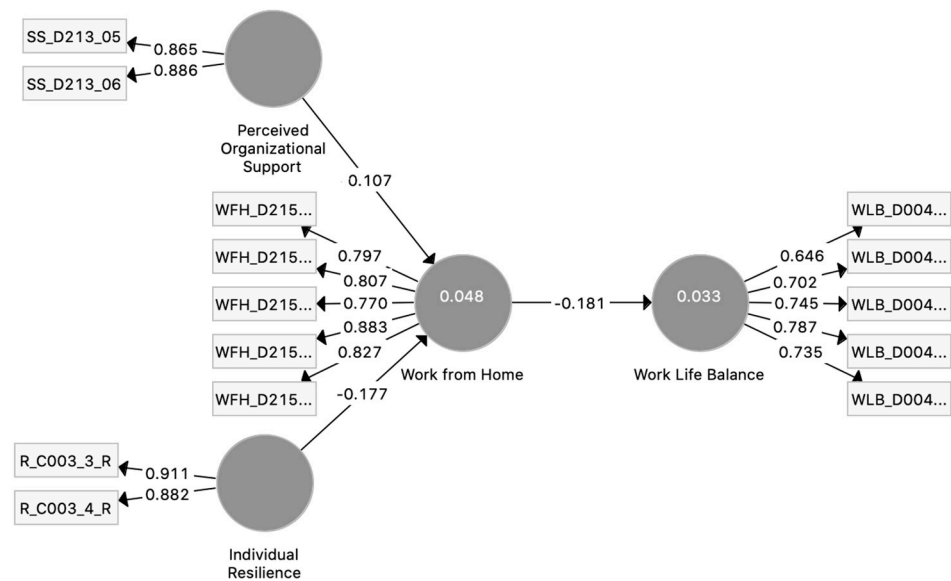 SS_D213_05
0.865
SS_D213_06
0.886
Perceived
Organizational
Support
0.107
WFH_D215...
0.797
WFH_D215...
0.807
WFH_D215...
0.770
WFH_D215...
0.883
WFH_D215...
0.827
0.048
Work from Home
-0.181
0.033
Work Life Balance
0.646
WLB_D004...
0.702
WLB_D004...
0.745
WLB_D004...
0.787
WLB_D004...
0.735
WLB_D004...
-0.177
R_C003_3_R
0.911
R_C003_4_R
0.882
Individual
Resilience